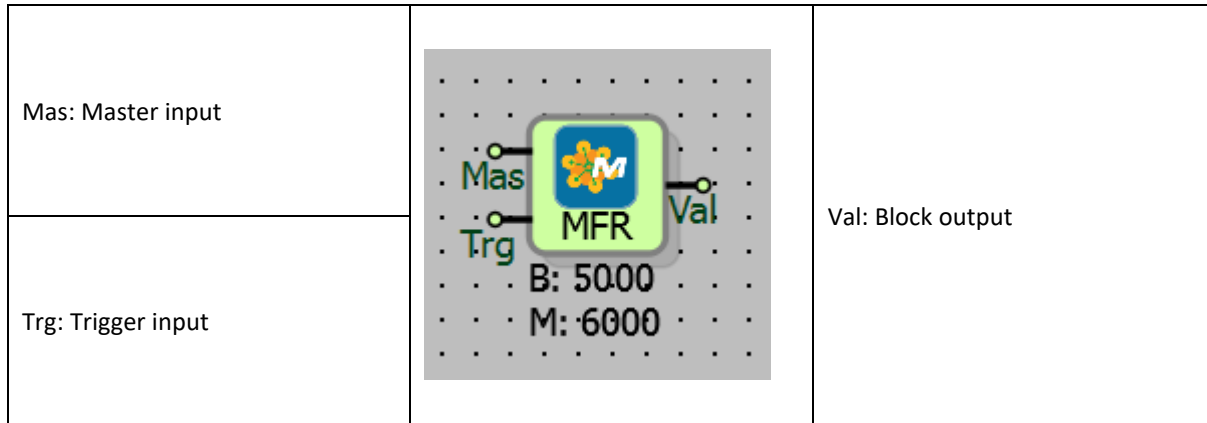 Mas: Master input
Trg: Trigger input
Mas
Trg
M
MFR
Val
B: 5000
M: 6000
Val: Block output